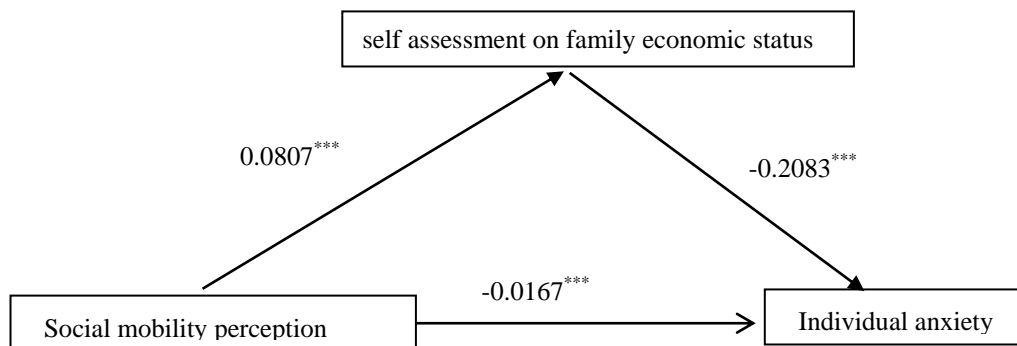 self assessment on family economic status
0.0807***
-0.2083***
-0.0167***
Social mobility perception
Individual anxiety